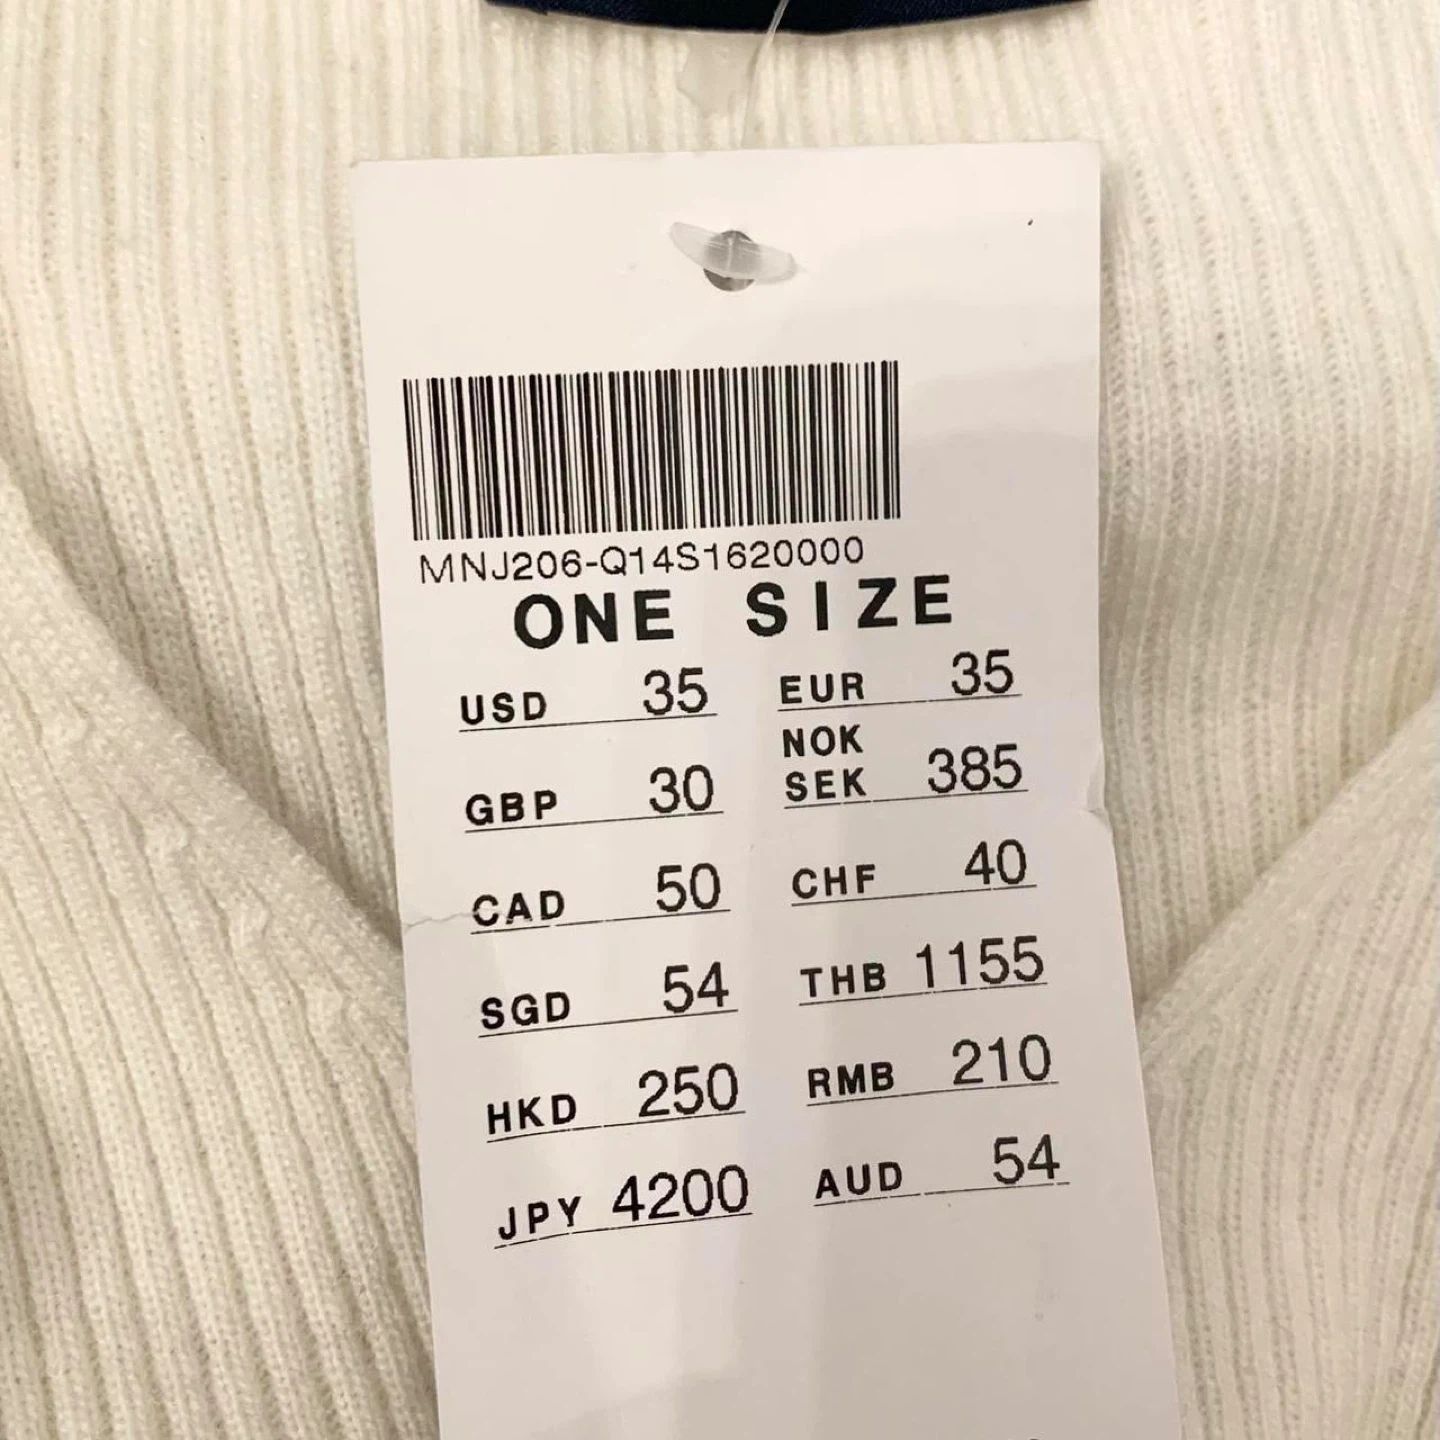 MNJ206-Q14S1620000
ONE SIZE
USD 35 EUR 35
NOK
GBP 30 SEK 385
CAD 50 CHF 40
SGD 54 THB 1155
HKD 250 RMB 210
JPY 4200 AUD 54